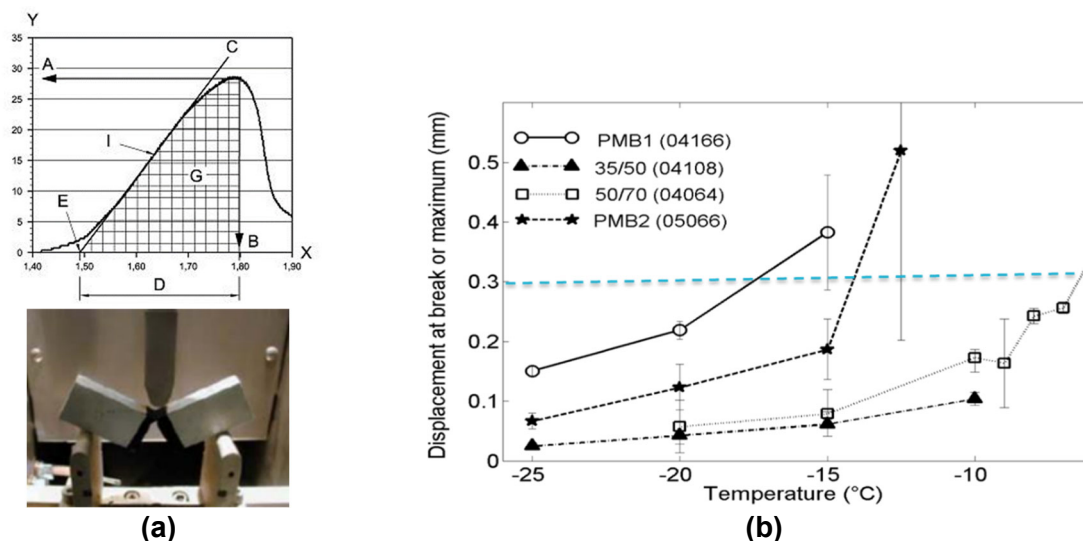 Y
35
30
25
20
15
10
5
0
A
C
I
G
E
B
X
1,40
1,50
1,60
1,70
1,80
1,90
D
(a)
Displacement at break or maximum (mm)
0.5
0.4
0.3
0.2
0.1
0
PMB1 (04166)
35/50 (04108)
50/70 (04064)
PMB2 (05066)
-25
-20
-15
-10
Temperature (°C)
(b)